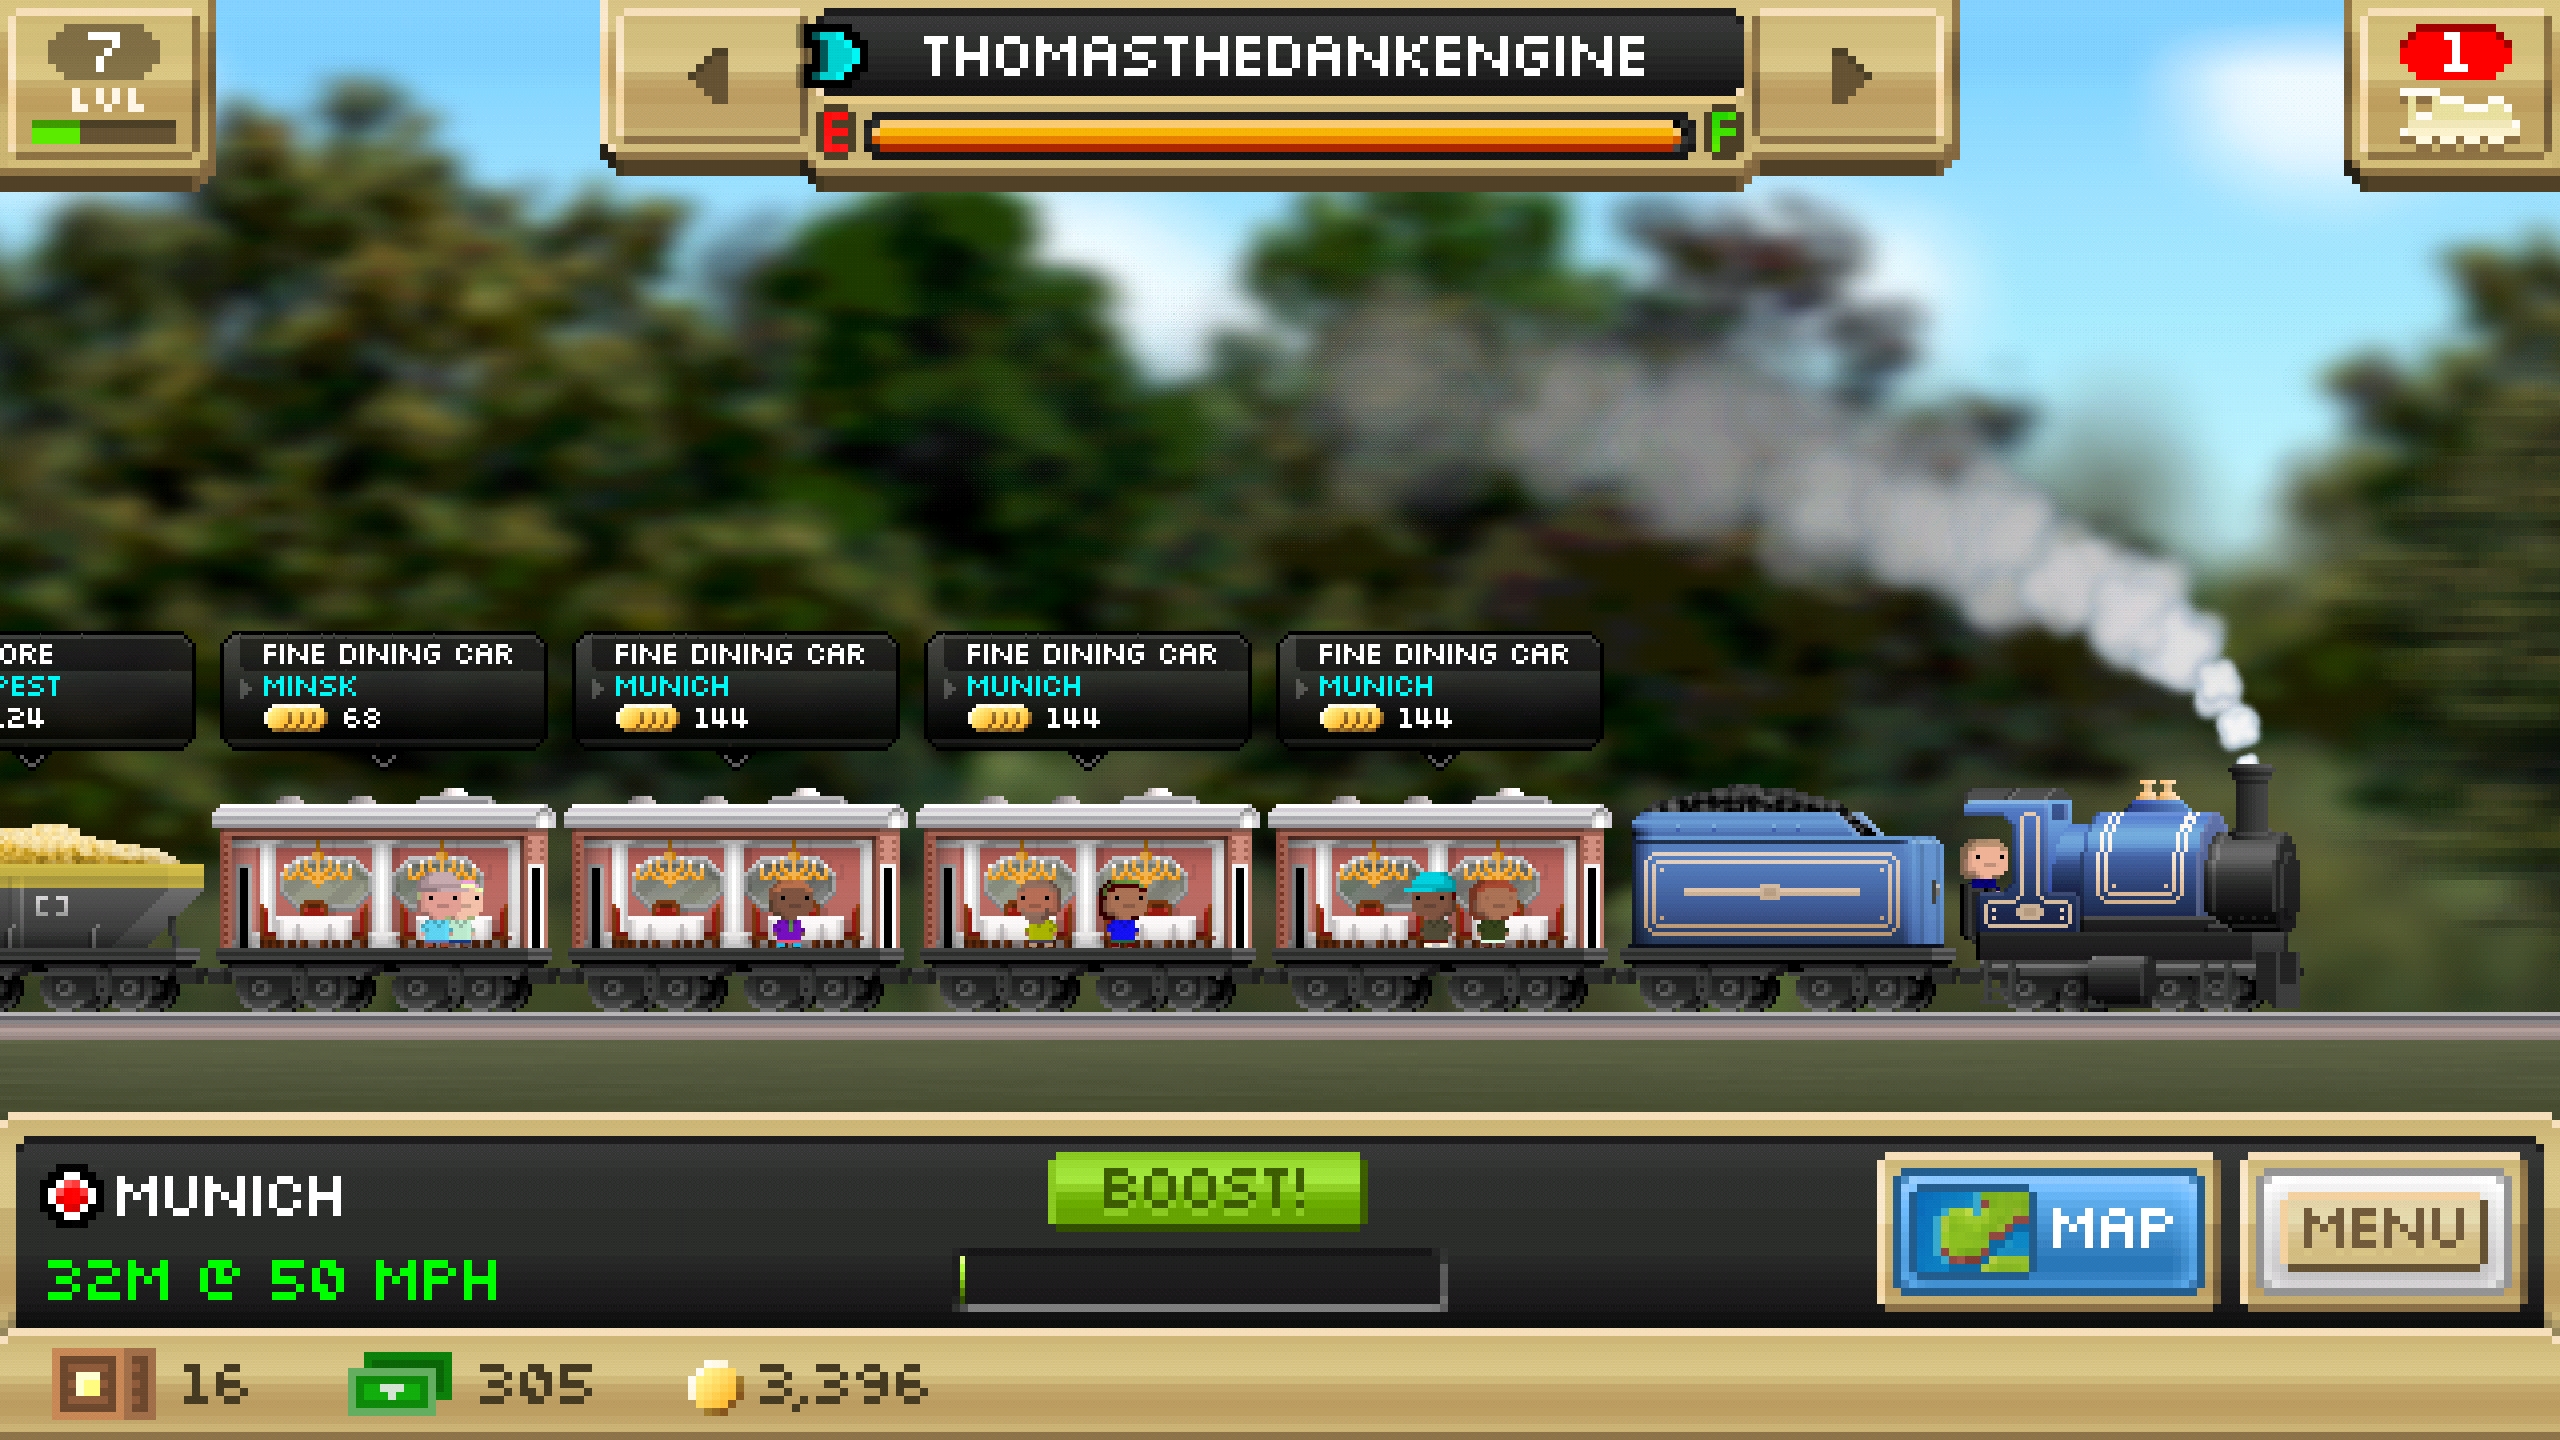 7
LVL
THOMASTHEDANKENGINE
E
F
1
ORE
PEST
124
FINE DINING CAR
MINSK
68
FINE DINING CAR
MUNICH
144
FINE DINING CAR
MUNICH
144
FINE DINING CAR
MUNICH
144
MUNICH
32M @ 50 MPH
BOOST!
MAP
MENU
16
305
3,396